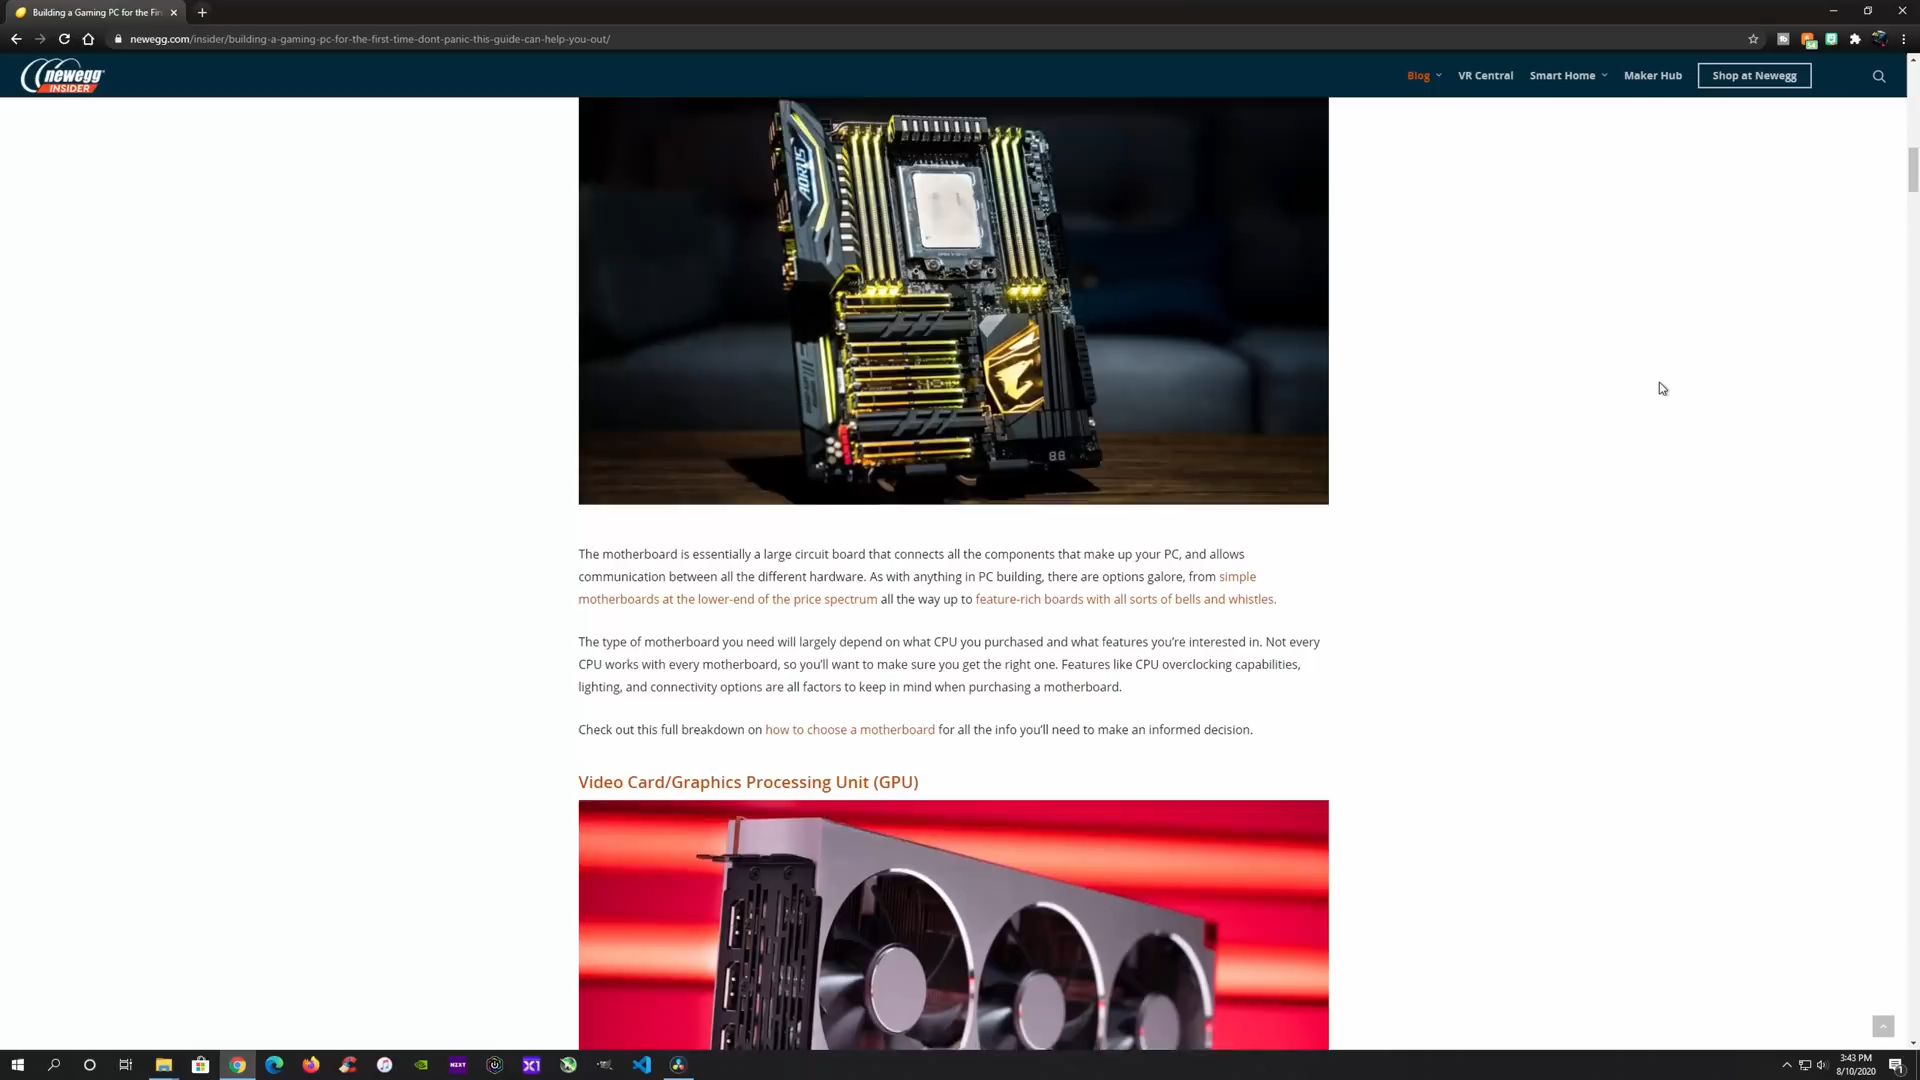 Building a Gaming PC for the Fir
newegg.com/insider/building-a-gaming-pc-for-the-first-time-dont-panic-this-guide-can-help-you-out/
newegg
INSIDER
Blog
VR Central
Smart Home
Maker Hub
Shop at Newegg
AORUS
The motherboard is essentially a large circuit board that connects all the components that make up your PC, and allows
communication between all the different hardware. As with anything in PC building, there are options galore, from simple
motherboards at the lower-end of the price spectrum all the way up to feature-rich boards with all sorts of bells and whistles.
The type of motherboard you need will largely depend on what CPU you purchased and what features you’re interested in. Not every
CPU works with every motherboard, so you’ll want to make sure you get the right one. Features like CPU overclocking capabilities,
lighting, and connectivity options are all factors to keep in mind when purchasing a motherboard.
Check out this full breakdown on how to choose a motherboard for all the info you’ll need to make an informed decision.
Video Card/Graphics Processing Unit (GPU)
NZXT
X1
3:43 PM
8/10/2020